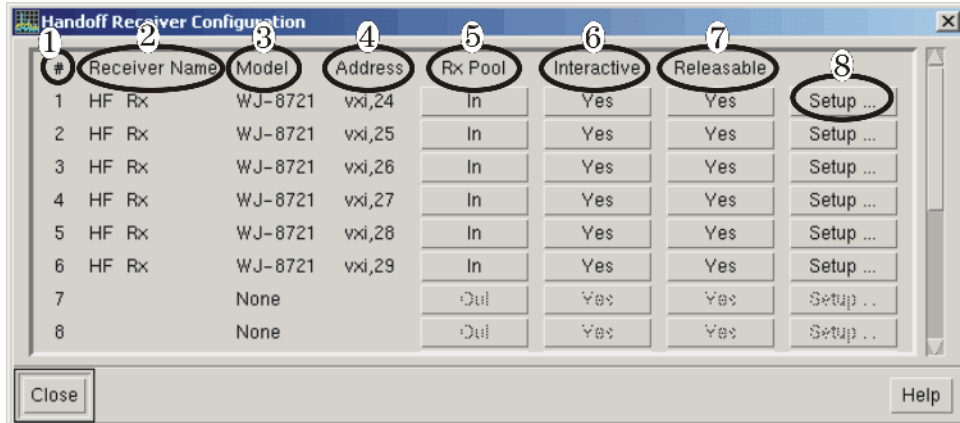 Handoff Receiver Configuration
1 2 3 4 5 6 7
# Receiver Name Model Address Rx Pool Interactive Releasable
8
1 HF Rx WJ-8721 vxi,24 In Yes Yes Setup ...
2 HF Rx WJ-8721 vxi,25 In Yes Yes Setup ...
3 HF Rx WJ-8721 vxi,26 In Yes Yes Setup ...
4 HF Rx WJ-8721 vxi,27 In Yes Yes Setup ...
5 HF Rx WJ-8721 vxi,28 In Yes Yes Setup ...
6 HF Rx WJ-8721 vxi,29 In Yes Yes Setup ...
7 None Out Yes Yes Setup ...
8 None Out Yes Yes Setup ...
Close Help